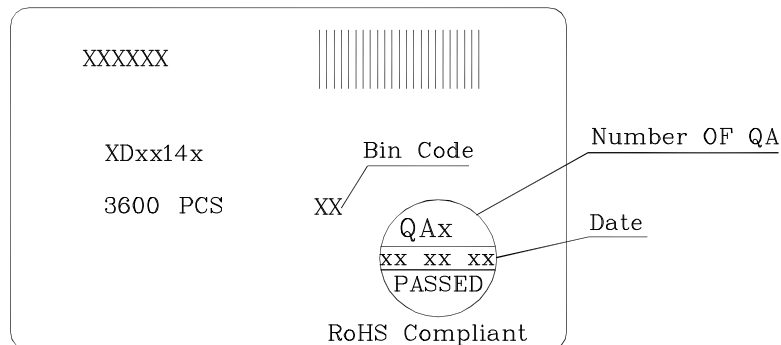 XXXXXX
XDxx14x
Bin Code
Number OF QA
3600 PCS
XX
QAx
Date
xx xx xx
PASSED
RoHS Compliant